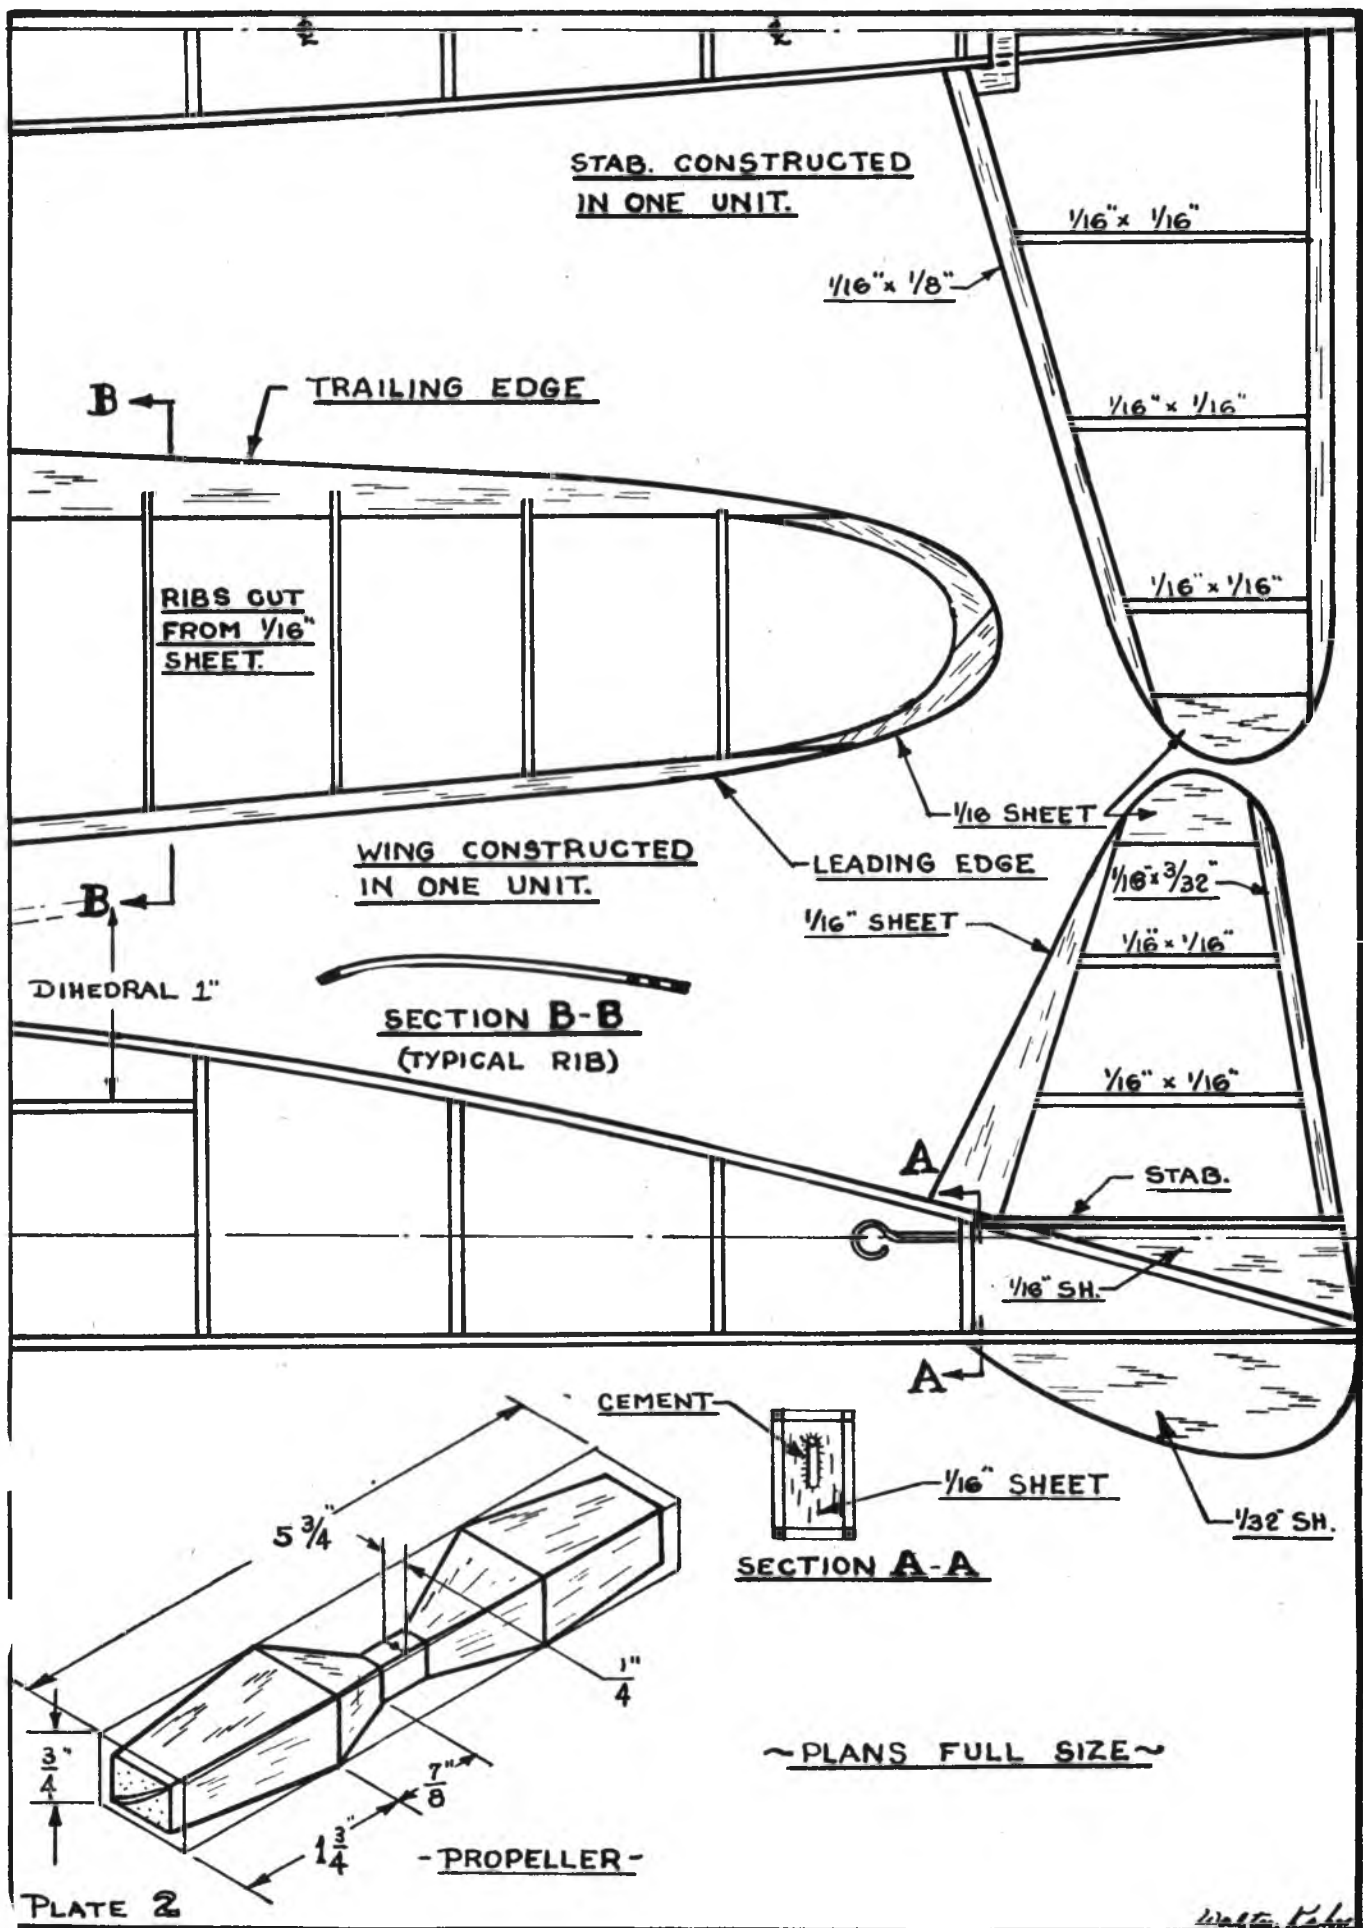 STAB. CONSTRUCTED
IN ONE UNIT.
1/16" x 1/16"
1/16" x 1/8"
1/16" x 1/16"
B
TRAILING EDGE
1/16" x 1/16"
RIBS CUT
FROM 1/16"
SHEET.
1/16 SHEET
WING CONSTRUCTED
IN ONE UNIT.
LEADING EDGE
1/16" x 3/32"
B
1/16" SHEET
1/16" x 1/16"
DIHEDRAL 1"
SECTION B-B
(TYPICAL RIB)
1/16" x 1/16"
A
STAB.
1/16" SH.
A
CEMENT
1/16" SHEET
1/32" SH.
SECTION A-A
5 3/4"
1"/4
3"/4
7"/8
1 3/4"
~PLANS FULL SIZE~
-PROPELLER-
PLATE 2
Walter